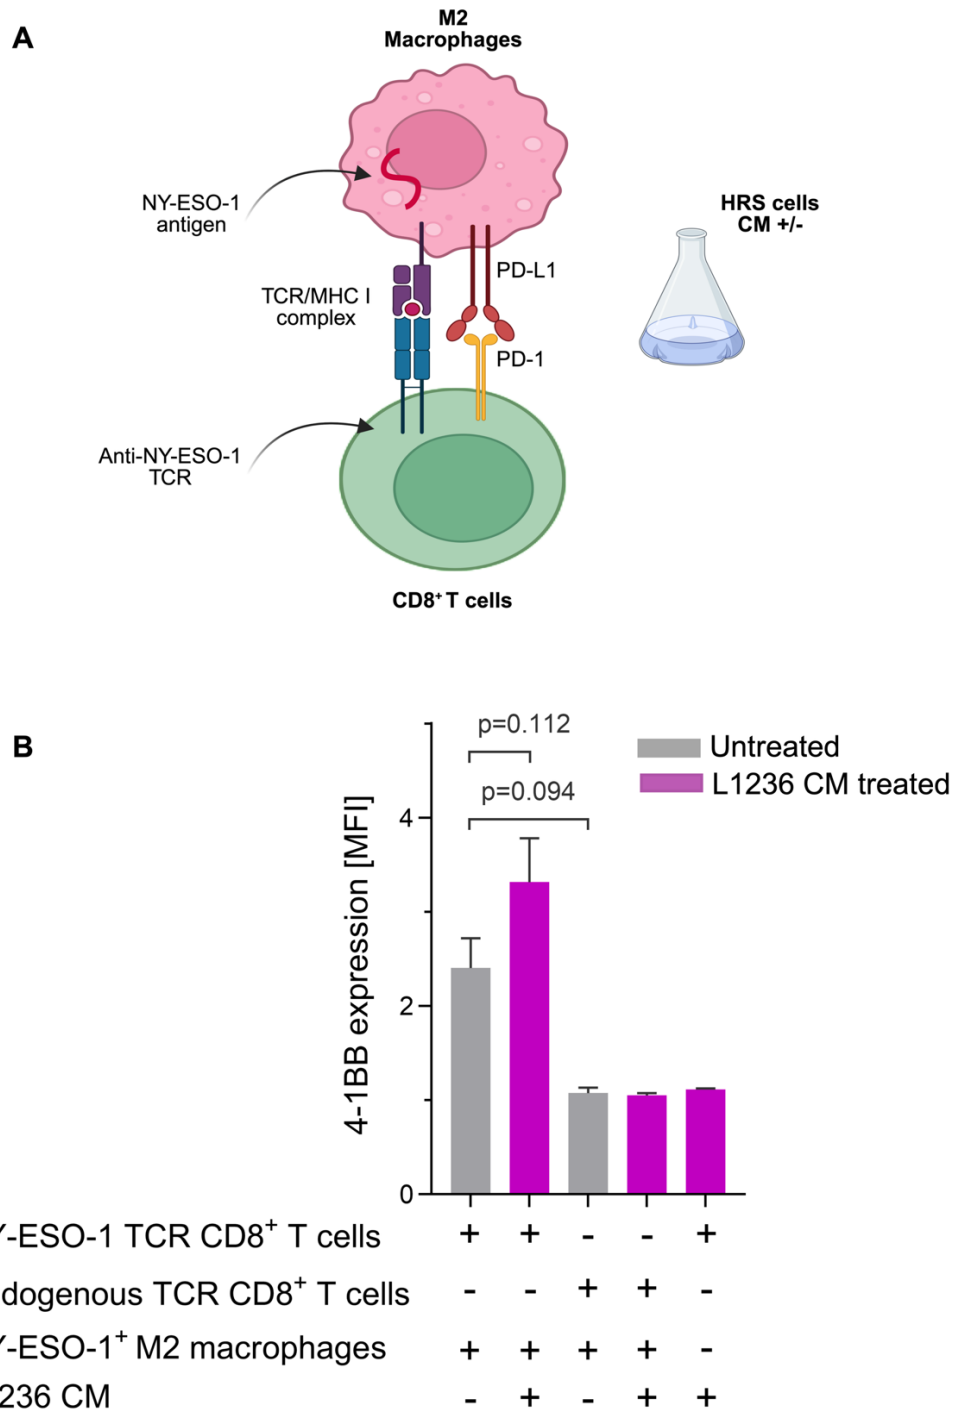 A
M2
Macrophages
NY-ESO-1
antigen
HRS cells
CM +/-
PD-L1
TCR/MHC I
complex
PD-1
Anti-NY-ESO-1
TCR
CD8⁺ T cells
B
p=0.112
Untreated
L1236 CM treated
p=0.094
4-1BB expression [MFI]
4
2
0
Y-ESO-1 TCR CD8⁺ T cells + + - - +
dogenous TCR CD8⁺ T cells - - + + -
Y-ESO-1⁺ M2 macrophages + + + + -
236 CM - + - + +